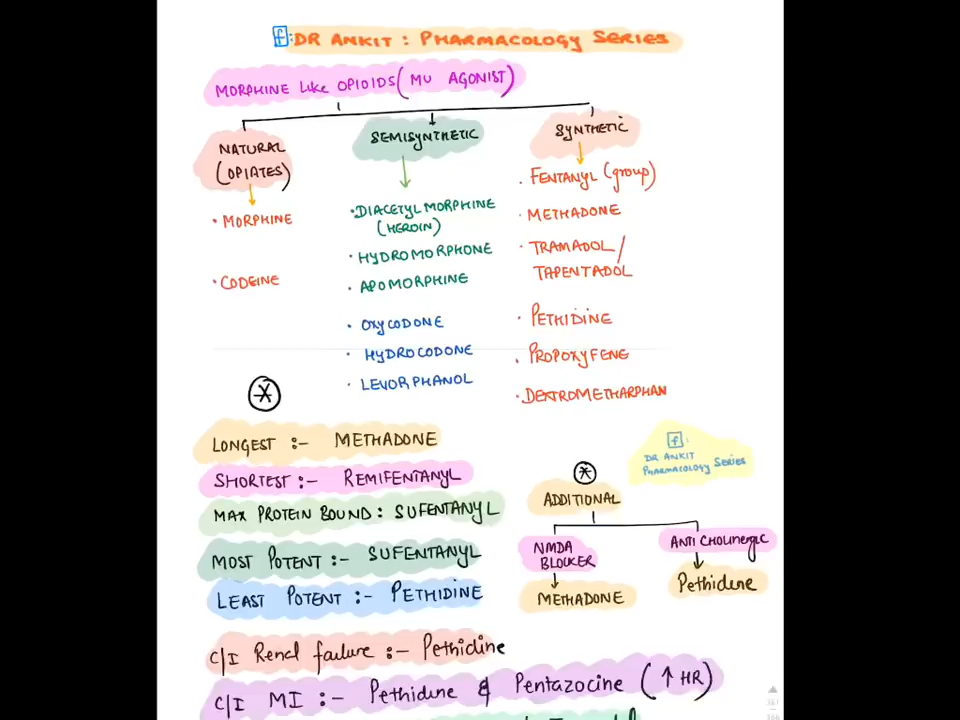 f: DR ANKIT : PHARMACOLOGY SERIES
MORPHINE LIKE OPIOIDS (MU AGONIST)
NATURAL
(OPIATES)
• MORPHINE
• CODEINE
SEMISYNTHETIC
• DIACETYL MORPHINE
(HEROIN)
• HYDROMORPHONE
• APOMORPHINE
• OXYCODONE
• HYDROCODONE
• LEVORPHANOL
SYNTHETIC
• FENTANYL (group)
• METHADONE
• TRAMADOL /
TAPENTADOL
• PETHIDINE
• PROPOXYFENE
• DEXTROMETHARPHAN
LONGEST :- METHADONE
SHORTEST :- REMIFENTANYL
MAX PROTEIN BOUND : SUFENTANYL
MOST POTENT :- SUFENTANYL
LEAST POTENT :- PETHIDINE
f
DR ANKIT
PHARMACOLOGY SERIES
ADDITIONAL
NMDA
BLOCKER
METHADONE
ANTI CHOLINERGIC
Pethidine
C/I Renal failure :- Pethidine
C/I MI :- Pethidine & Pentazocine (↑ HR)